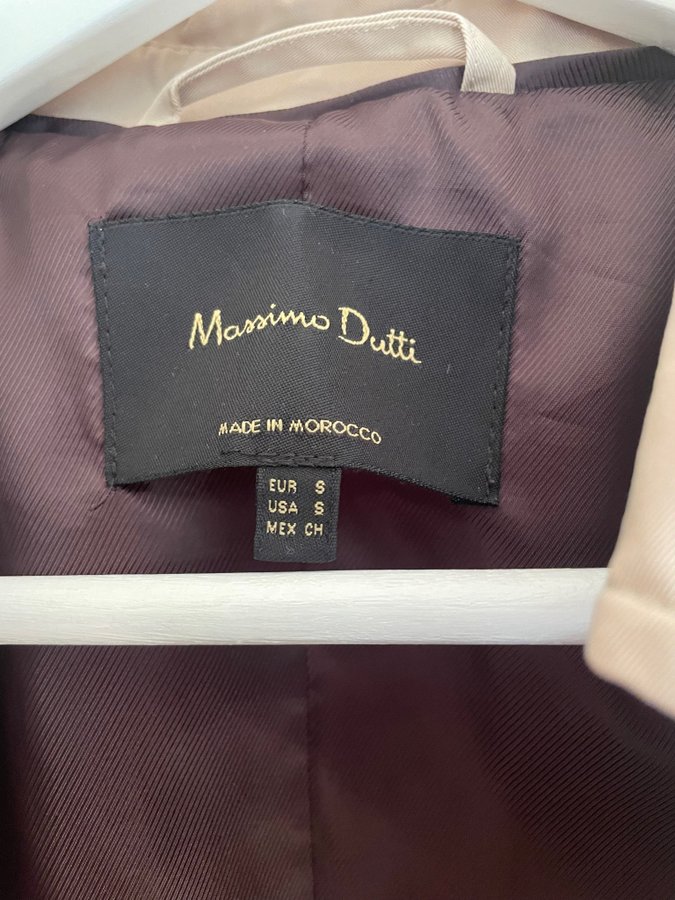 Massimo Dutti
MADE IN MOROCCO
EUR S
USA S
MEX CH